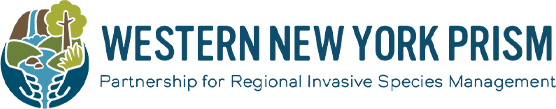 WESTERN NEW YORK PRISM
Partnership for Regional Invasive Species Management